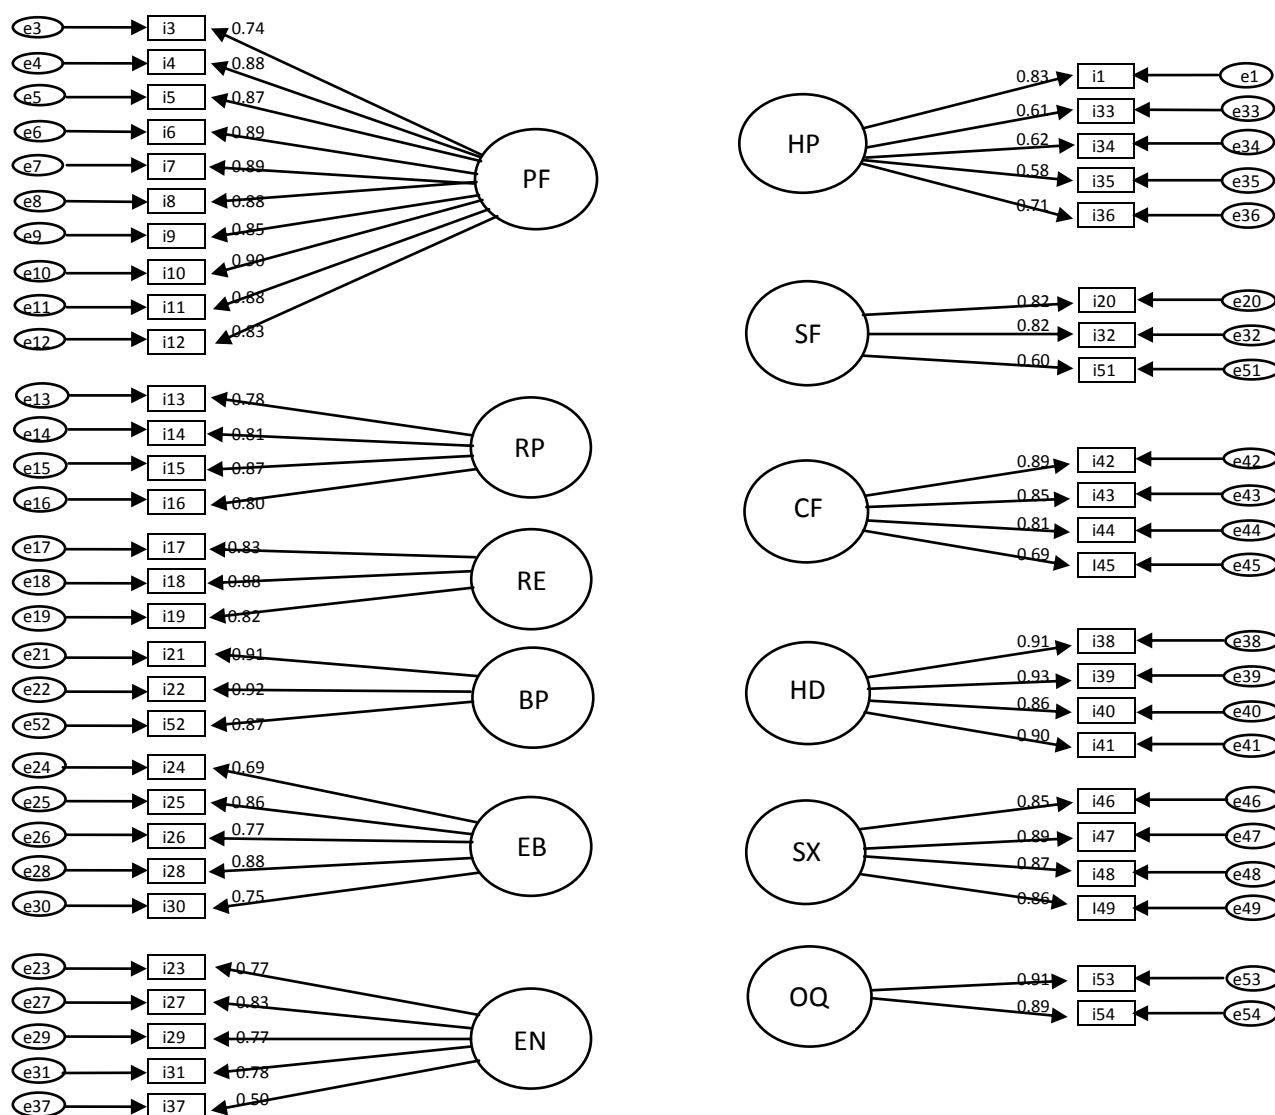 e3 i3 0.74
e4 i4 0.88
e5 i5 0.87
e6 i6 0.89
e7 i7 0.89
e8 i8 0.88
e9 i9 0.85
e10 i10 0.90
e11 i11 0.88
e12 i12 0.83
PF
e13 i13 0.78
e14 i14 0.81
e15 i15 0.87
e16 i16 0.80
RP
e17 i17 0.83
e18 i18 0.88
e19 i19 0.82
RE
e21 i21 0.91
e22 i22 0.92
e52 i52 0.87
BP
e24 i24 0.69
e25 i25 0.86
e26 i26 0.77
e28 i28 0.88
e30 i30 0.75
EB
e23 i23 0.77
e27 i27 0.83
e29 i29 0.77
e31 i31 0.78
e37 i37 0.50
EN
HP
0.83 i1 e1
0.61 i33 e33
0.62 i34 e34
0.58 i35 e35
0.71 i36 e36
SF
0.82 i20 e20
0.82 i32 e32
0.60 i51 e51
CF
0.89 i42 e42
0.85 i43 e43
0.81 i44 e44
0.69 I45 e45
HD
0.91 i38 e38
0.93 i39 e39
0.86 i40 e40
0.90 i41 e41
SX
0.85 i46 e46
0.89 i47 e47
0.87 i48 e48
0.86 I49 e49
OQ
0.91 i53 e53
0.89 i54 e54